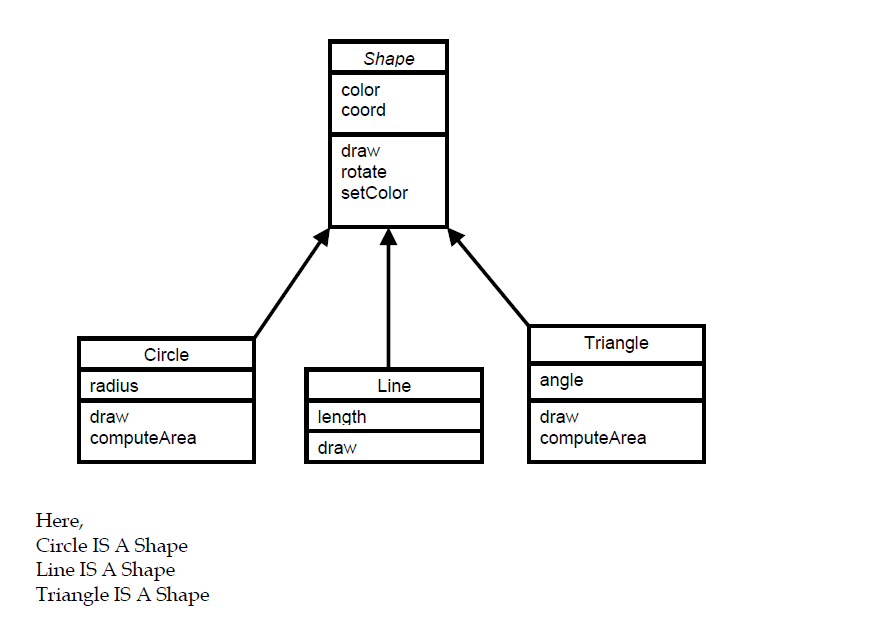 Shape
color
coord
draw
rotate
setColor
Circle
radius
draw
computeArea
Line
length
draw
Triangle
angle
draw
computeArea
Here,
Circle IS A Shape
Line IS A Shape
Triangle IS A Shape